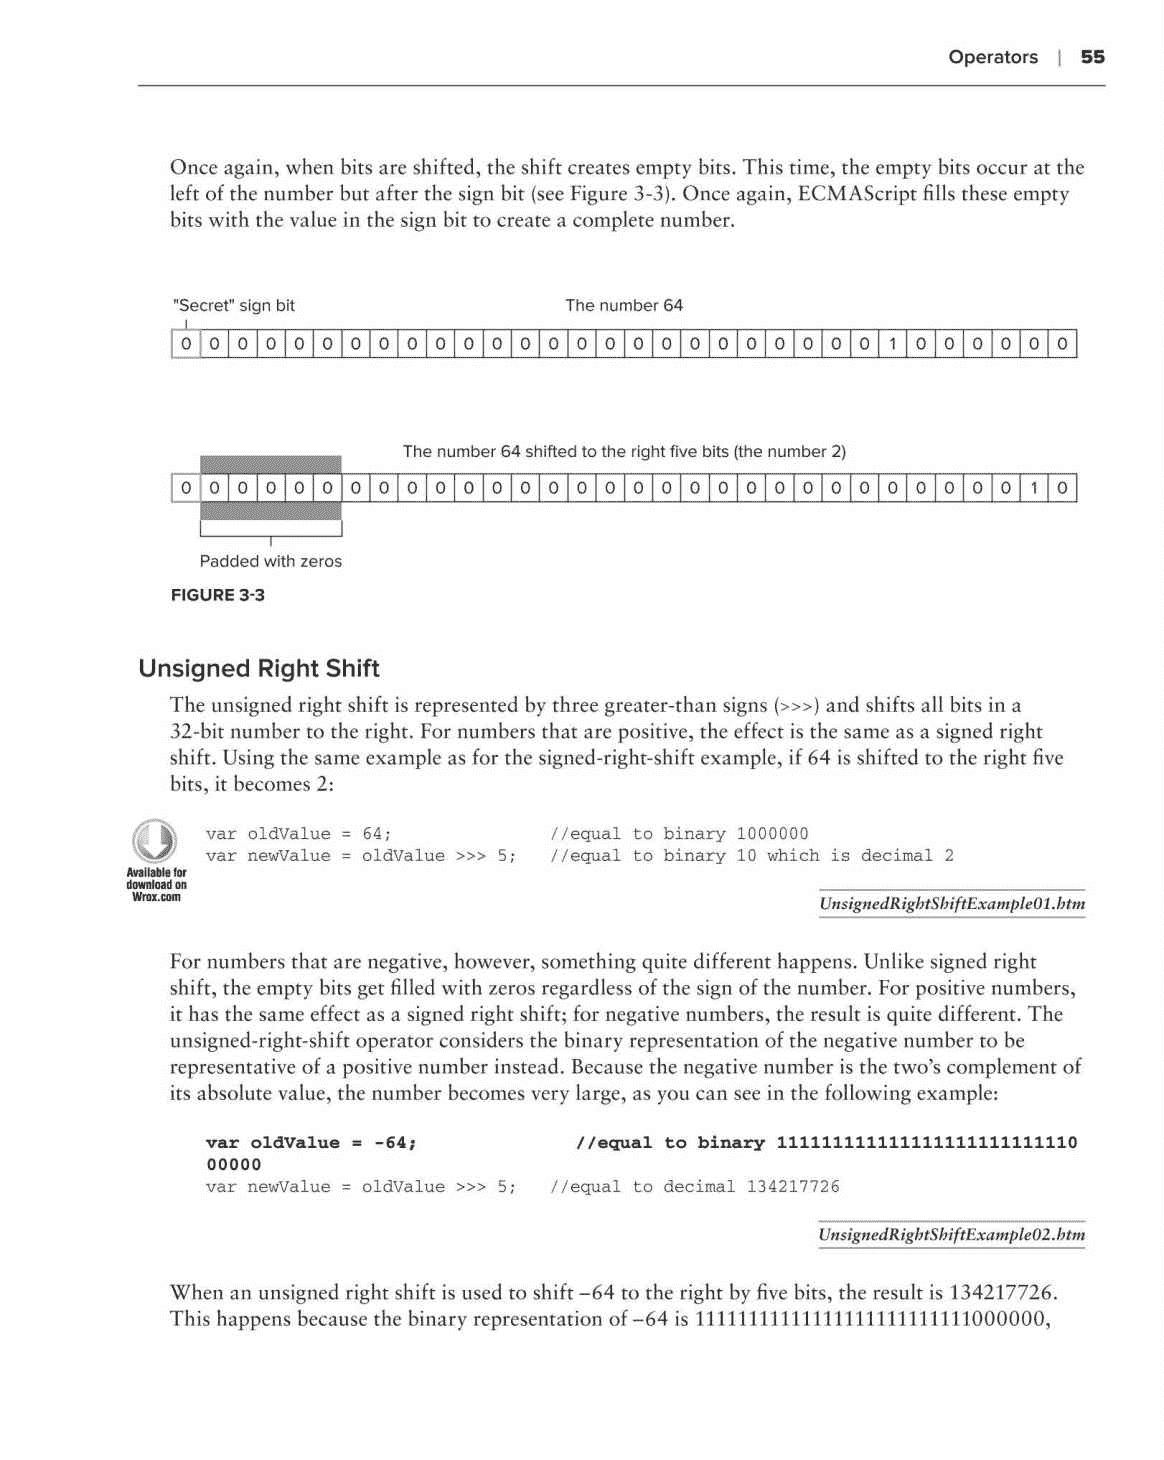 Operators | 55
Once again, when bits are shifted, the shift creates empty bits. This time, the empty bits occur at the
left of the number but after the sign bit (see Figure 3-3). Once again, ECMAScript fills these empty
bits with the value in the sign bit to create a complete number.
"Secret" sign bit
The number 64
0 0 0 0 0 0 0 0 0 0 0 0 0 0 0 0 0 0 0 0 0 0 0 0 0 1 0 0 0 0 0 0
The number 64 shifted to the right five bits (the number 2)
0 0 0 0 0 0 0 0 0 0 0 0 0 0 0 0 0 0 0 0 0 0 0 0 0 0 0 0 0 0 1 0
Padded with zeros
FIGURE 3-3
Unsigned Right Shift
The unsigned right shift is represented by three greater-than signs (>>>) and shifts all bits in a
32-bit number to the right. For numbers that are positive, the effect is the same as a signed right
shift. Using the same example as for the signed-right-shift example, if 64 is shifted to the right five
bits, it becomes 2:
var oldValue = 64; //equal to binary 1000000
var newValue = oldValue >>> 5; //equal to binary 10 which is decimal 2
Available for
download on
Wrox.com
UnsignedRightShiftExample01.htm
For numbers that are negative, however, something quite different happens. Unlike signed right
shift, the empty bits get filled with zeros regardless of the sign of the number. For positive numbers,
it has the same effect as a signed right shift; for negative numbers, the result is quite different. The
unsigned-right-shift operator considers the binary representation of the negative number to be
representative of a positive number instead. Because the negative number is the two's complement of
its absolute value, the number becomes very large, as you can see in the following example:
var oldValue = -64; //equal to binary 111111111111111111111111110
00000
var newValue = oldValue >>> 5; //equal to decimal 134217726
UnsignedRightShiftExample02.htm
When an unsigned right shift is used to shift –64 to the right by five bits, the result is 134217726.
This happens because the binary representation of –64 is 11111111111111111111111111000000,